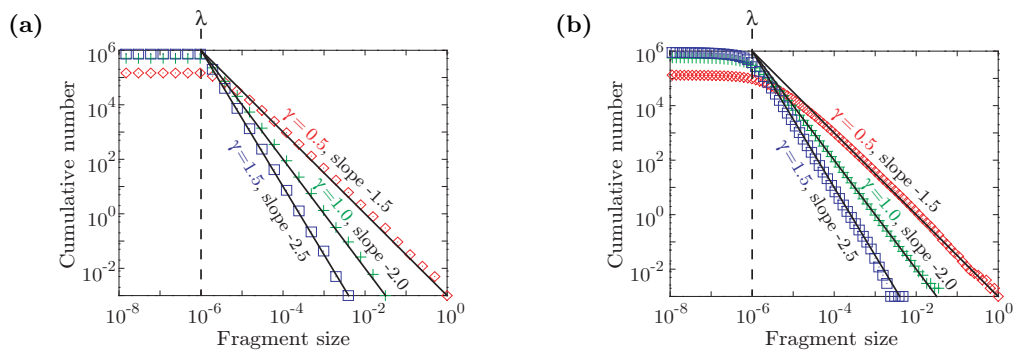 (a)
λ
Cumulative number
10^6
10^4
10^2
10^0
10^-2
γ = 0.5, slope -1.5
γ=1.0, slope -2.0
γ=1.5, slope -2.5
10^-8
10^-6
10^-4
10^-2
10^0
Fragment size
(b)
λ
Cumulative number
10^6
10^4
10^2
10^0
10^-2
γ = 0.5, slope -1.5
γ=1.0, slope -2.0
γ=1.5, slope -2.5
10^-8
10^-6
10^-4
10^-2
10^0
Fragment size